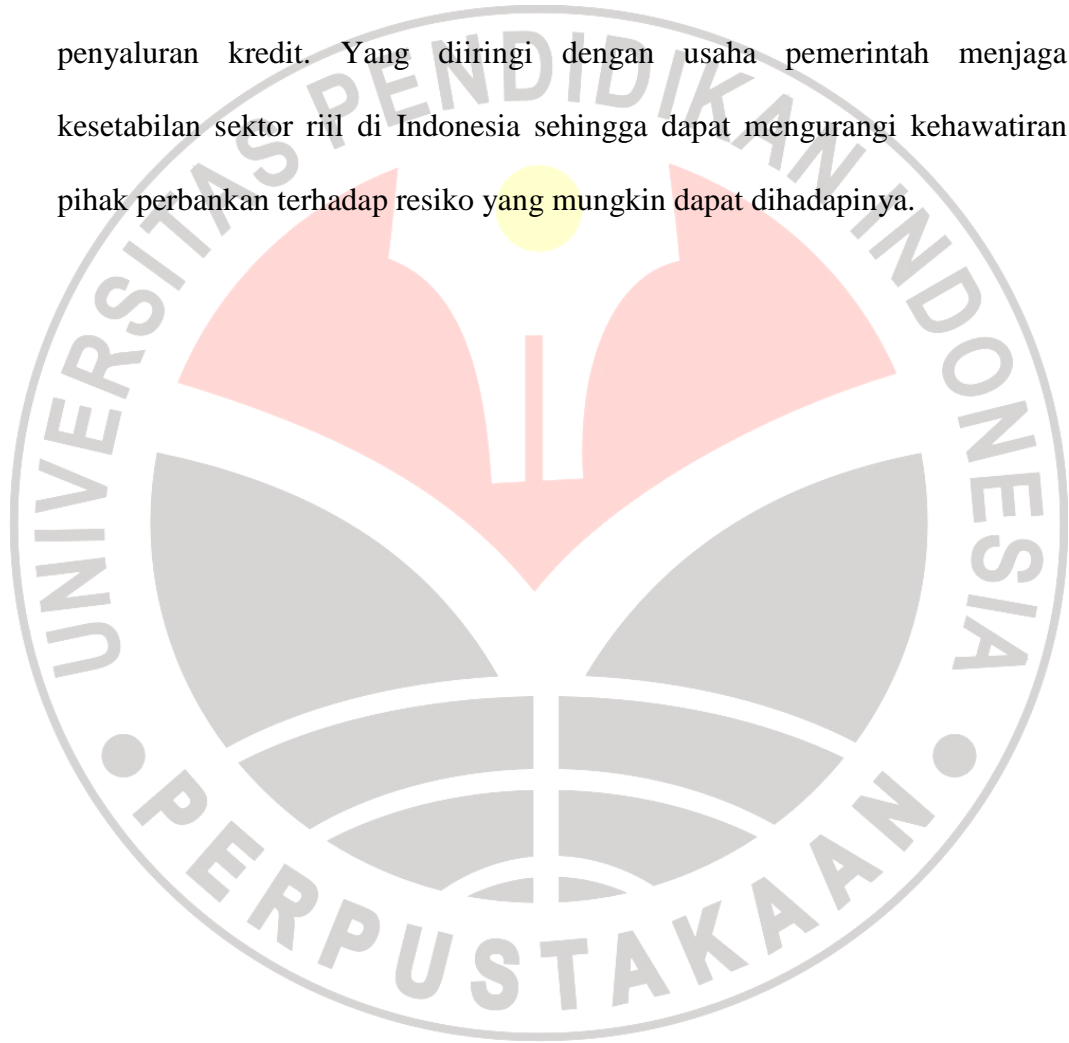 penyaluran kredit. Yang diiringi dengan usaha pemerintah menjaga
kesetabilan sektor riil di Indonesia sehingga dapat mengurangi kehawatiran
pihak perbankan terhadap resiko yang mungkin dapat dihadapinya.
UNIVERSITAS PENDIDIKAN INDONESIA
PERPUSTAKAAN